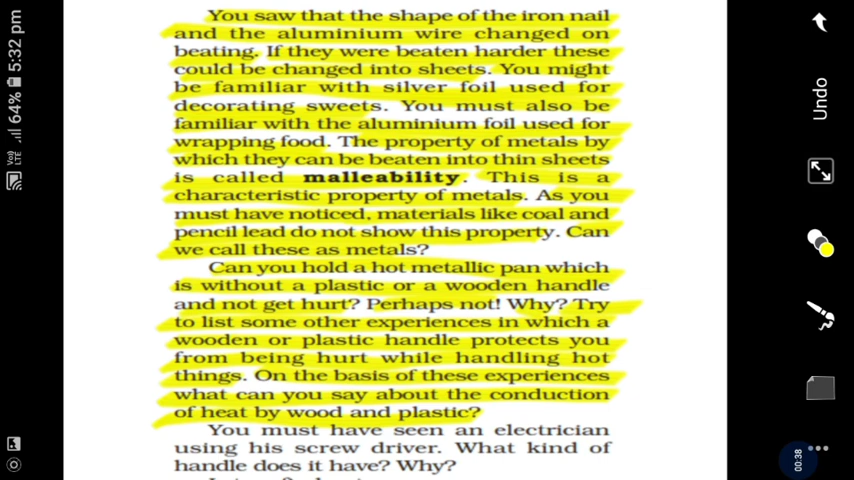 You saw that the shape of the iron nail
and the aluminium wire changed on
beating. If they were beaten harder these
could be changed into sheets. You might
be familiar with silver foil used for
decorating sweets. You must also be
familiar with the aluminium foil used for
wrapping food. The property of metals by
which they can be beaten into thin sheets
is called malleability. This is a
characteristic property of metals. As you
must have noticed, materials like coal and
pencil lead do not show this property. Can
we call these as metals?
Can you hold a hot metallic pan which
is without a plastic or a wooden handle
and not get hurt? Perhaps not! Why? Try
to list some other experiences in which a
wooden or plastic handle protects you
from being hurt while handling hot
things. On the basis of these experiences
what can you say about the conduction
of heat by wood and plastic?
You must have seen an electrician
using his screw driver. What kind of
handle does it have? Why?
64% 5:32 pm
Vo) LTE
Undo
00:38